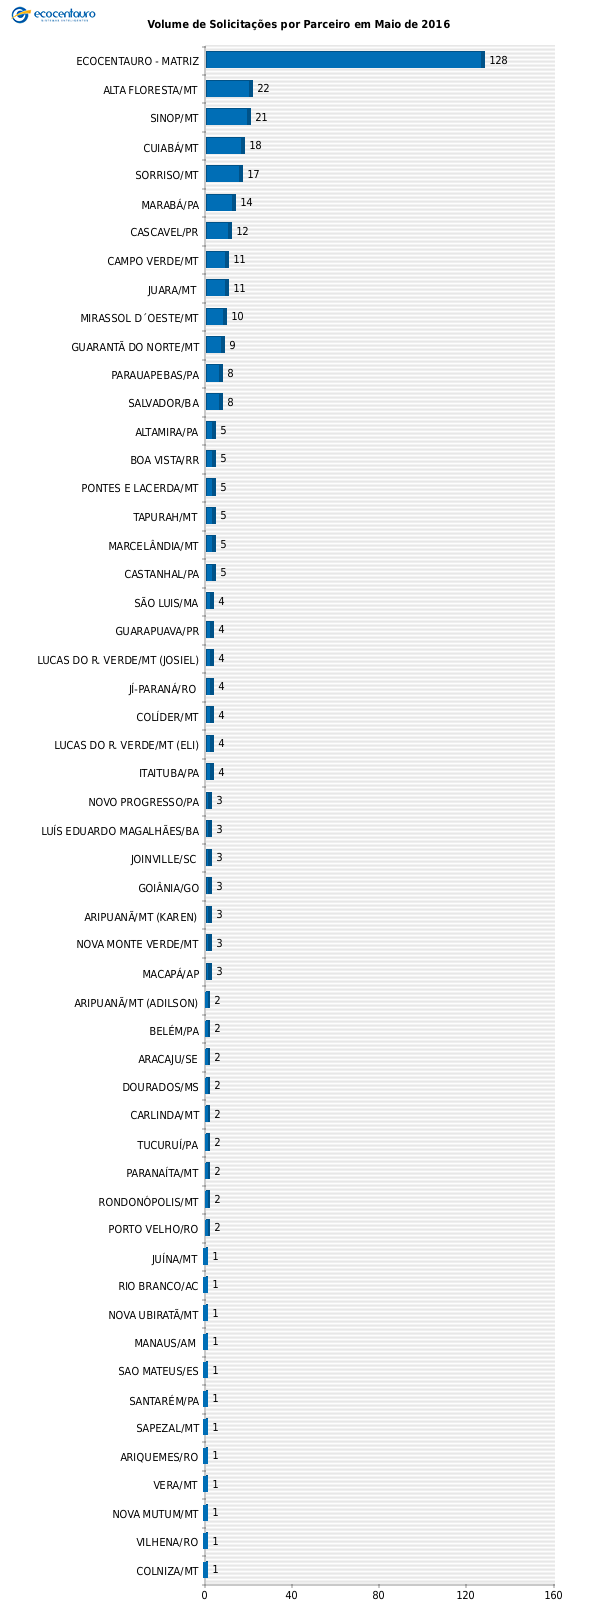 ecocentauro
Volume de Solicitações por Parceiro em Maio de 2016
ECOCENTAURO - MATRIZ 128
ALTA FLORESTA/MT 22
SINOP/MT 21
CUIABÁ/MT 18
SORRISO/MT 17
MARABÁ/PA 14
CASCAVEL/PR 12
CAMPO VERDE/MT 11
JUARA/MT 11
MIRASSOL D´OESTE/MT 10
GUARANTÃ DO NORTE/MT 9
PARAUAPEBAS/PA 8
SALVADOR/BA 8
ALTAMIRA/PA 5
BOA VISTA/RR 5
PONTES E LACERDA/MT 5
TAPURAH/MT 5
MARCELÂNDIA/MT 5
CASTANHAL/PA 5
SÃO LUIS/MA 4
GUARAPUAVA/PR 4
LUCAS DO R. VERDE/MT (JOSIEL) 4
JÍ-PARANÁ/RO 4
COLÍDER/MT 4
LUCAS DO R. VERDE/MT (ELI) 4
ITAITUBA/PA 4
NOVO PROGRESSO/PA 3
LUÍS EDUARDO MAGALHÃES/BA 3
JOINVILLE/SC 3
GOIÂNIA/GO 3
ARIPUANÃ/MT (KAREN) 3
NOVA MONTE VERDE/MT 3
MACAPÁ/AP 3
ARIPUANÃ/MT (ADILSON) 2
BELÉM/PA 2
ARACAJU/SE 2
DOURADOS/MS 2
CARLINDA/MT 2
TUCURUÍ/PA 2
PARANAÍTA/MT 2
RONDONÓPOLIS/MT 2
PORTO VELHO/RO 2
JUÍNA/MT 1
RIO BRANCO/AC 1
NOVA UBIRATÃ/MT 1
MANAUS/AM 1
SAO MATEUS/ES 1
SANTARÉM/PA 1
SAPEZAL/MT 1
ARIQUEMES/RO 1
VERA/MT 1
NOVA MUTUM/MT 1
VILHENA/RO 1
COLNIZA/MT 1
0 40 80 120 160